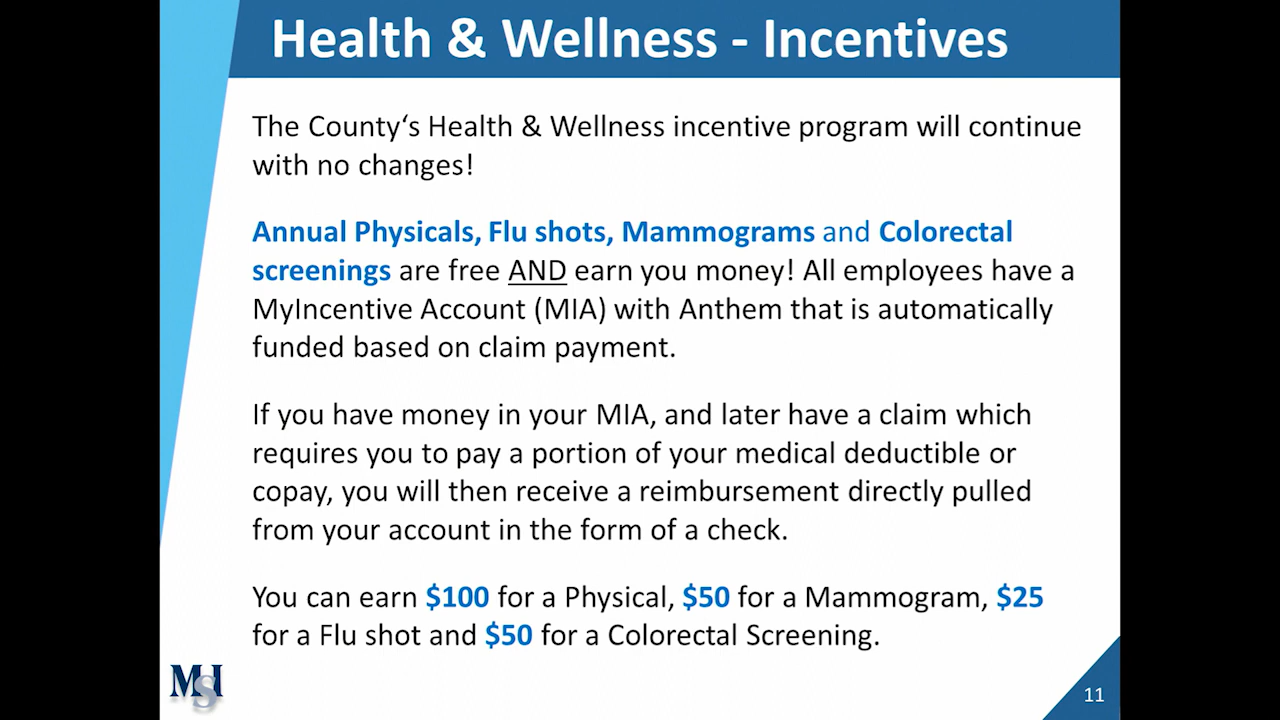 Health & Wellness - Incentives
The County‘s Health & Wellness incentive program will continue
with no changes!
Annual Physicals, Flu shots, Mammograms and Colorectal
screenings are free AND earn you money! All employees have a
MyIncentive Account (MIA) with Anthem that is automatically
funded based on claim payment.
If you have money in your MIA, and later have a claim which
requires you to pay a portion of your medical deductible or
copay, you will then receive a reimbursement directly pulled
from your account in the form of a check.
You can earn $100 for a Physical, $50 for a Mammogram, $25
for a Flu shot and $50 for a Colorectal Screening.
MSI
11